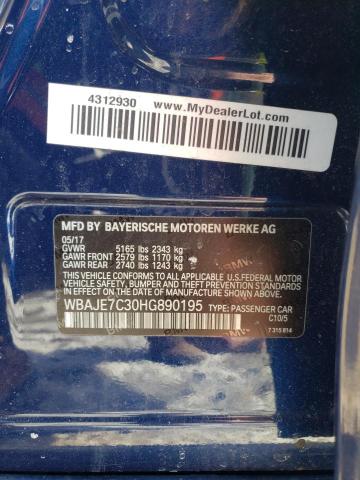 4312930
www.
MyDealerLot.com
MFD BY BAYERISCHE MOTOREN WERKE AG
05/17
GVWR 5165 lbs 2343 kg
GAWR FRONT 2579 lbs 1170 kg
GAWR REAR 2740 lbs 1243 kg
THIS VEHICLE CONFORMS TO ALL APPLICABLE U.S.FEDERAL MOTOR
VEHICLE SAFETY, BUMPER, AND THEFT PREVENTION STANDARDS IN
EFFECT ON THE DATE OF MANUFACTURE SHOWN ABOVE.
WBAJE7C30HG890195 TYPE: PASSENGER CAR
C10/5
7 315 814